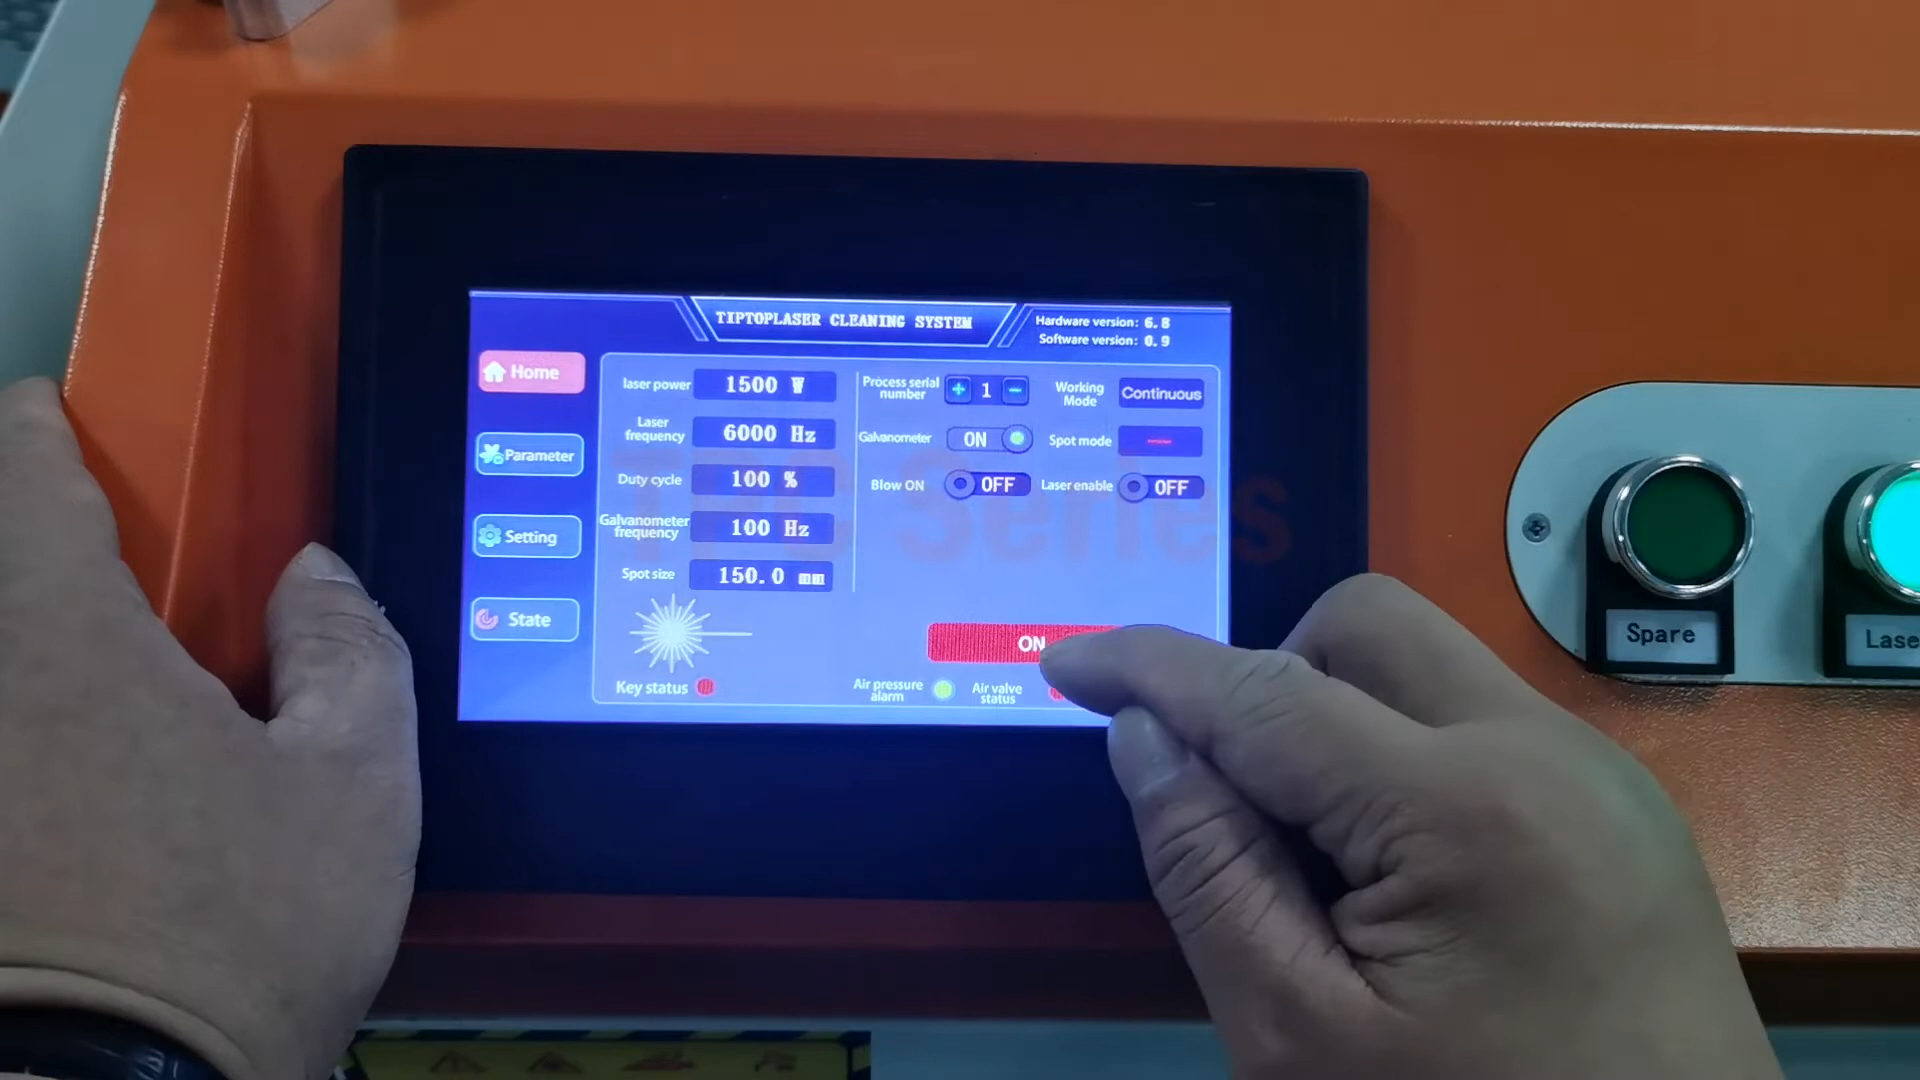 TIPTOPLASER CLEANING SYSTEM
Hardware version: 6.8
Software version: 0.9
Home
Parameter
Setting
State
laser power 1500 W
Laser frequency 6000 Hz
Duty cycle 100 %
Galvanometer frequency 100 Hz
Spot size 150.0 mm
Process serial number + 1 −
Working Mode Continuous
Galvanometer ON
Spot mode
Blow ON OFF
Laser enable OFF
ON
Key status
Air pressure alarm
Air valve status
Series
Spare
Lase